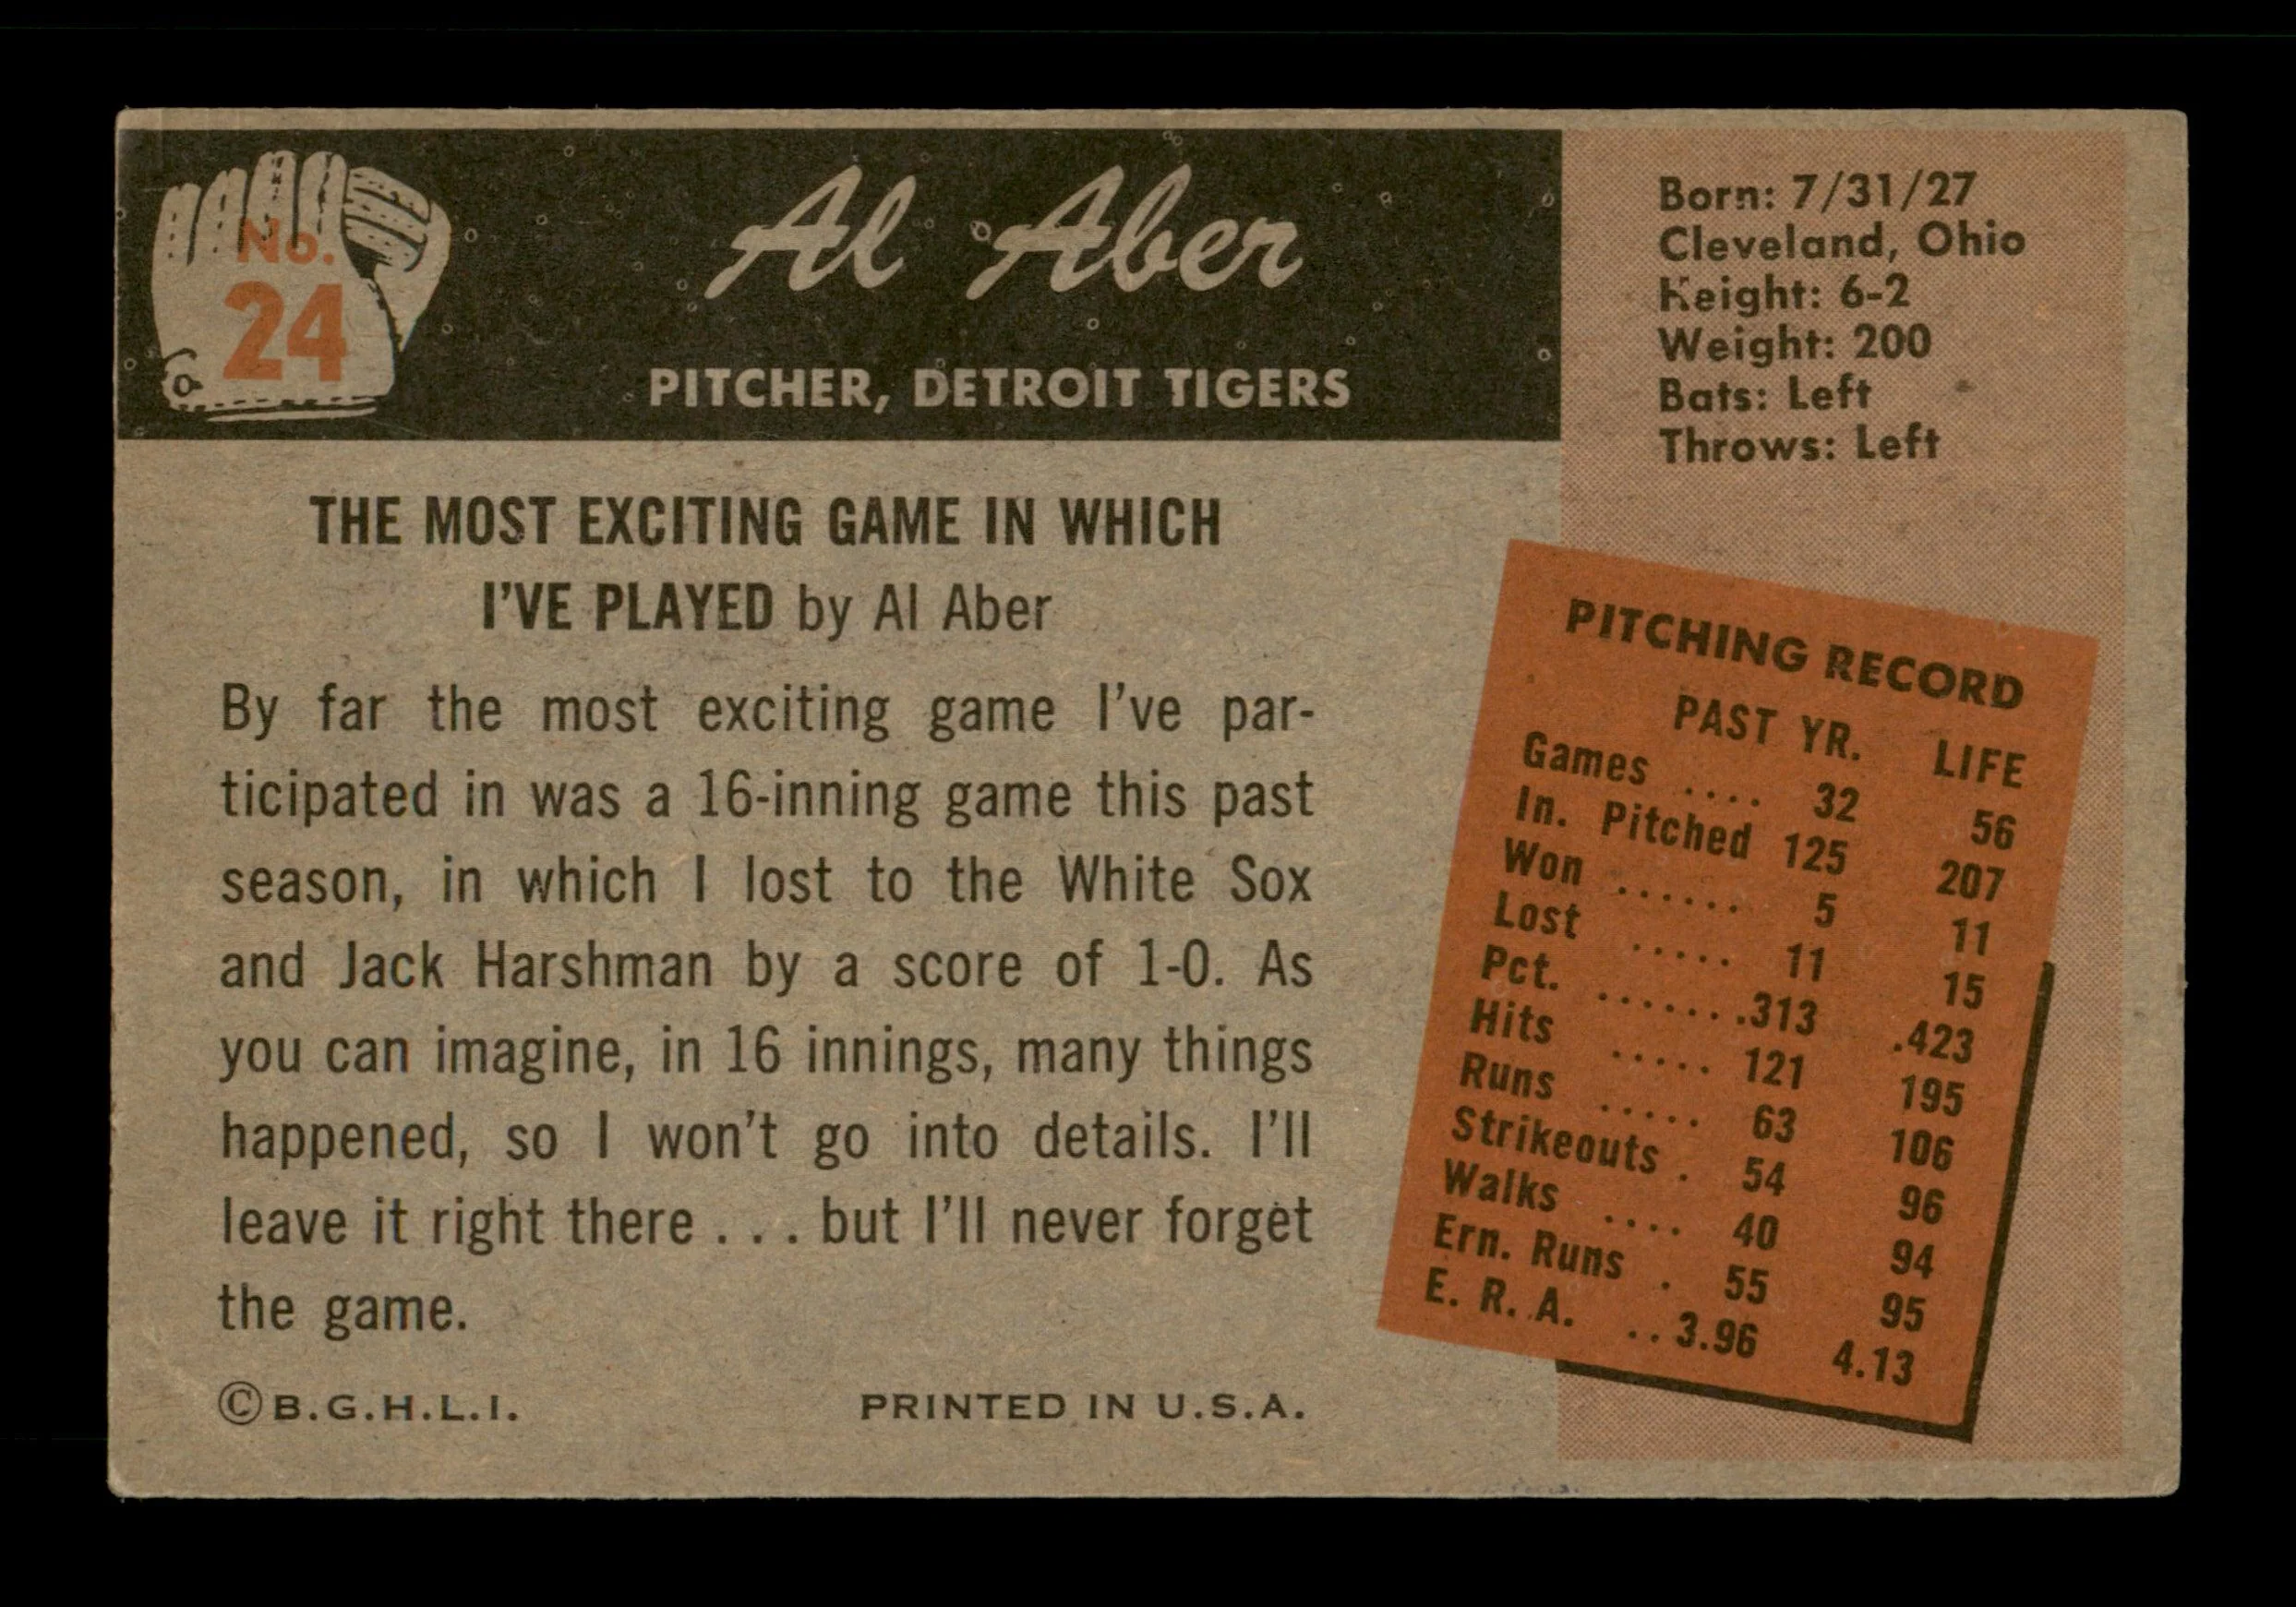 No.
24
Al Aber
PITCHER, DETROIT TIGERS
Born: 7/31/27
Cleveland, Ohio
Height: 6-2
Weight: 200
Bats: Left
Throws: Left
THE MOST EXCITING GAME IN WHICH
I'VE PLAYED by Al Aber
By far the most exciting game I've par-
ticipated in was a 16-inning game this past
season, in which I lost to the White Sox
and Jack Harshman by a score of 1-0. As
you can imagine, in 16 innings, many things
happened, so I won't go into details. I'll
leave it right there . . . but I'll never forget
the game.
©B.G.H.L.I. PRINTED IN U.S.A.
PITCHING RECORD
PAST YR. LIFE
Games .... 32 56
In. Pitched 125 207
Won ...... 5 11
Lost ..... 11 15
Pct. .......313 .423
Hits ..... 121 195
Runs ..... 63 106
Strikeouts . 54 96
Walks .... 40 94
Ern. Runs . 55 95
E. R. A. ..3.96 4.13